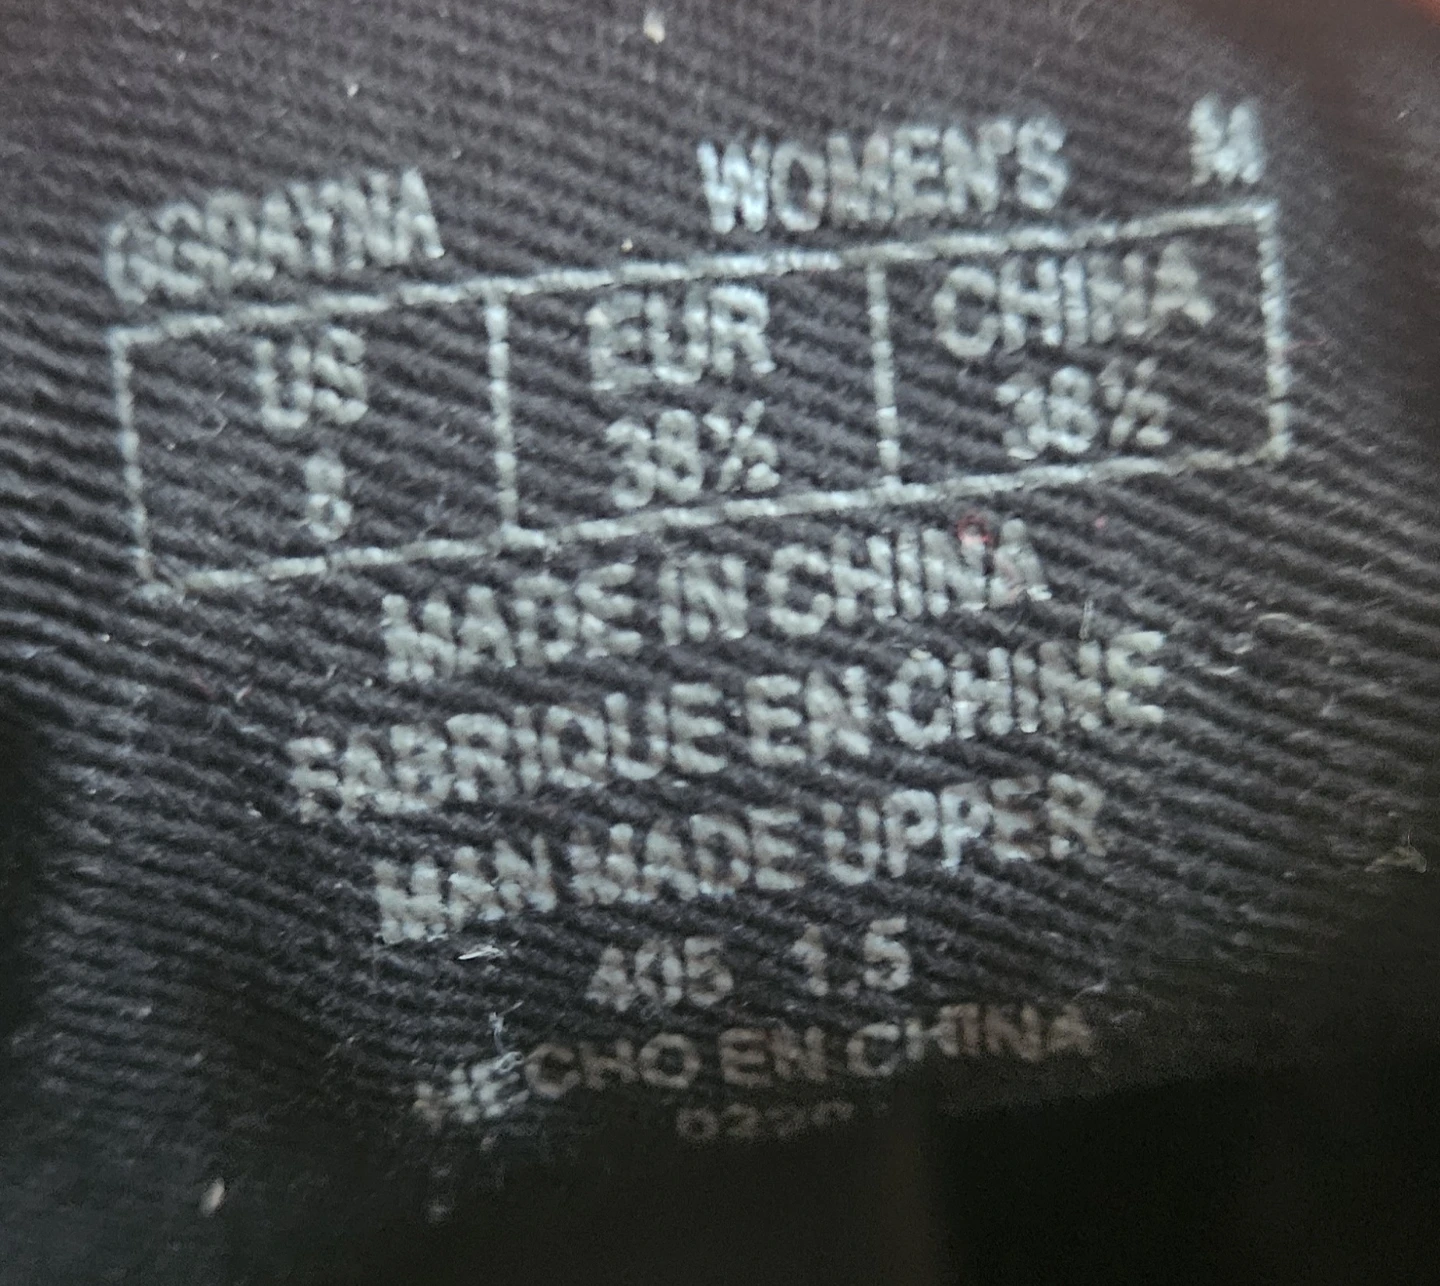 GGDAYNA WOMEN'S M
US EUR CHINA
8 38½ 38½
MADE IN CHINA
FABRIQUE EN CHINE
MAN MADE UPPER
405 1.5
HECHO EN CHINA